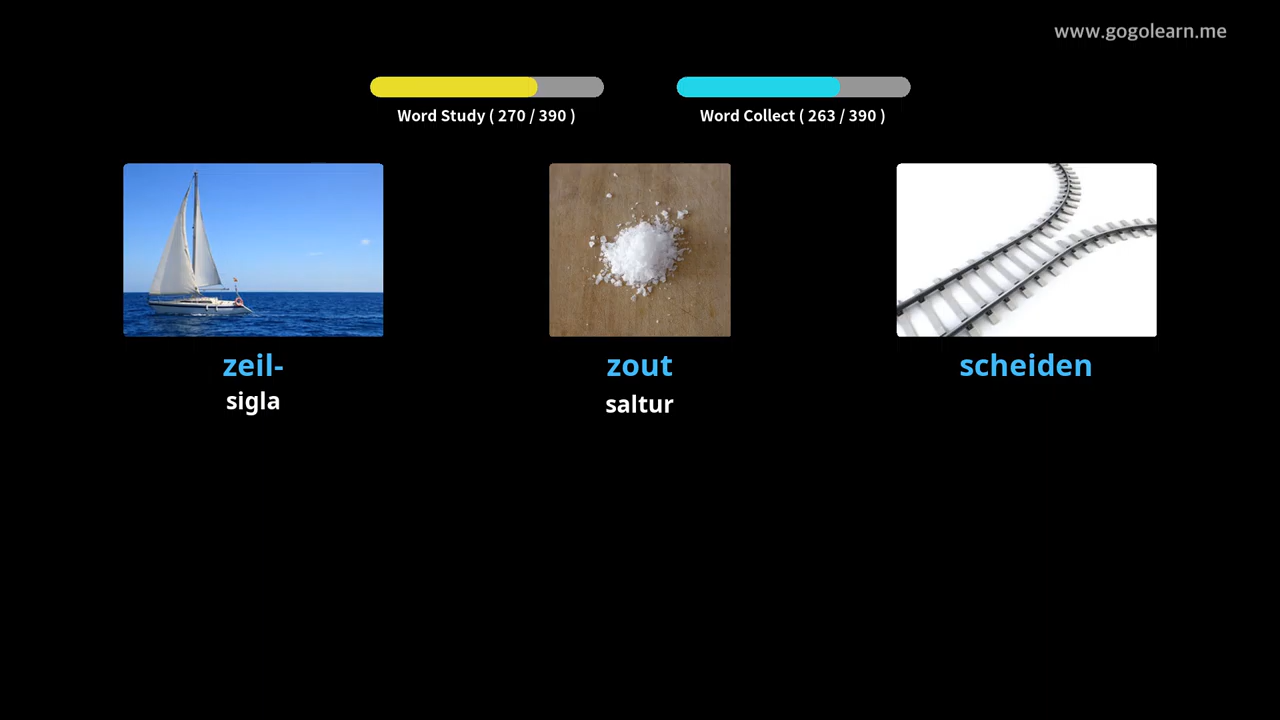 www.gogolearn.me
Word Study ( 270 / 390 )
Word Collect ( 263 / 390 )
zeil-
sigla
zout
saltur
scheiden